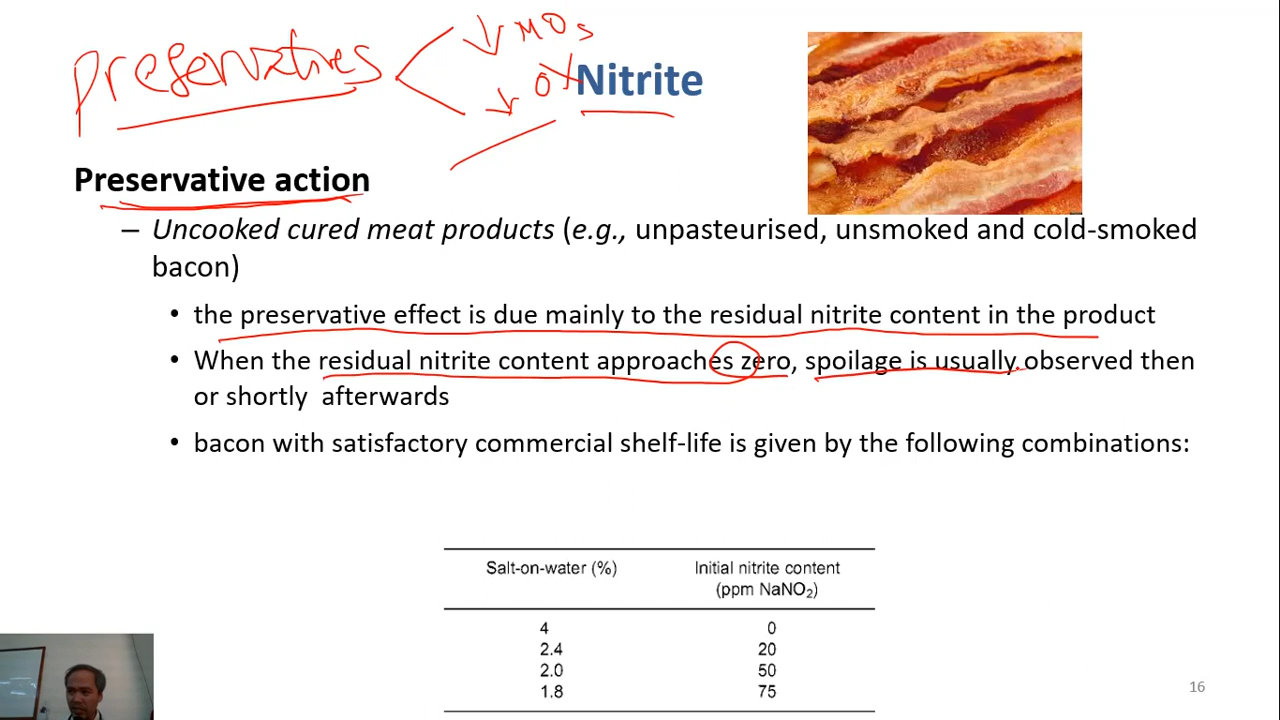 Preservatives
↓ MOs
↓ OX
Nitrite
Preservative action
– Uncooked cured meat products (e.g., unpasteurised, unsmoked and cold-smoked
bacon)
• the preservative effect is due mainly to the residual nitrite content in the product
• When the residual nitrite content approaches zero, spoilage is usually observed then
or shortly afterwards
• bacon with satisfactory commercial shelf-life is given by the following combinations:
Salt-on-water (%) Initial nitrite content
(ppm NaNO₂)
4 0
2.4 20
2.0 50
1.8 75
16